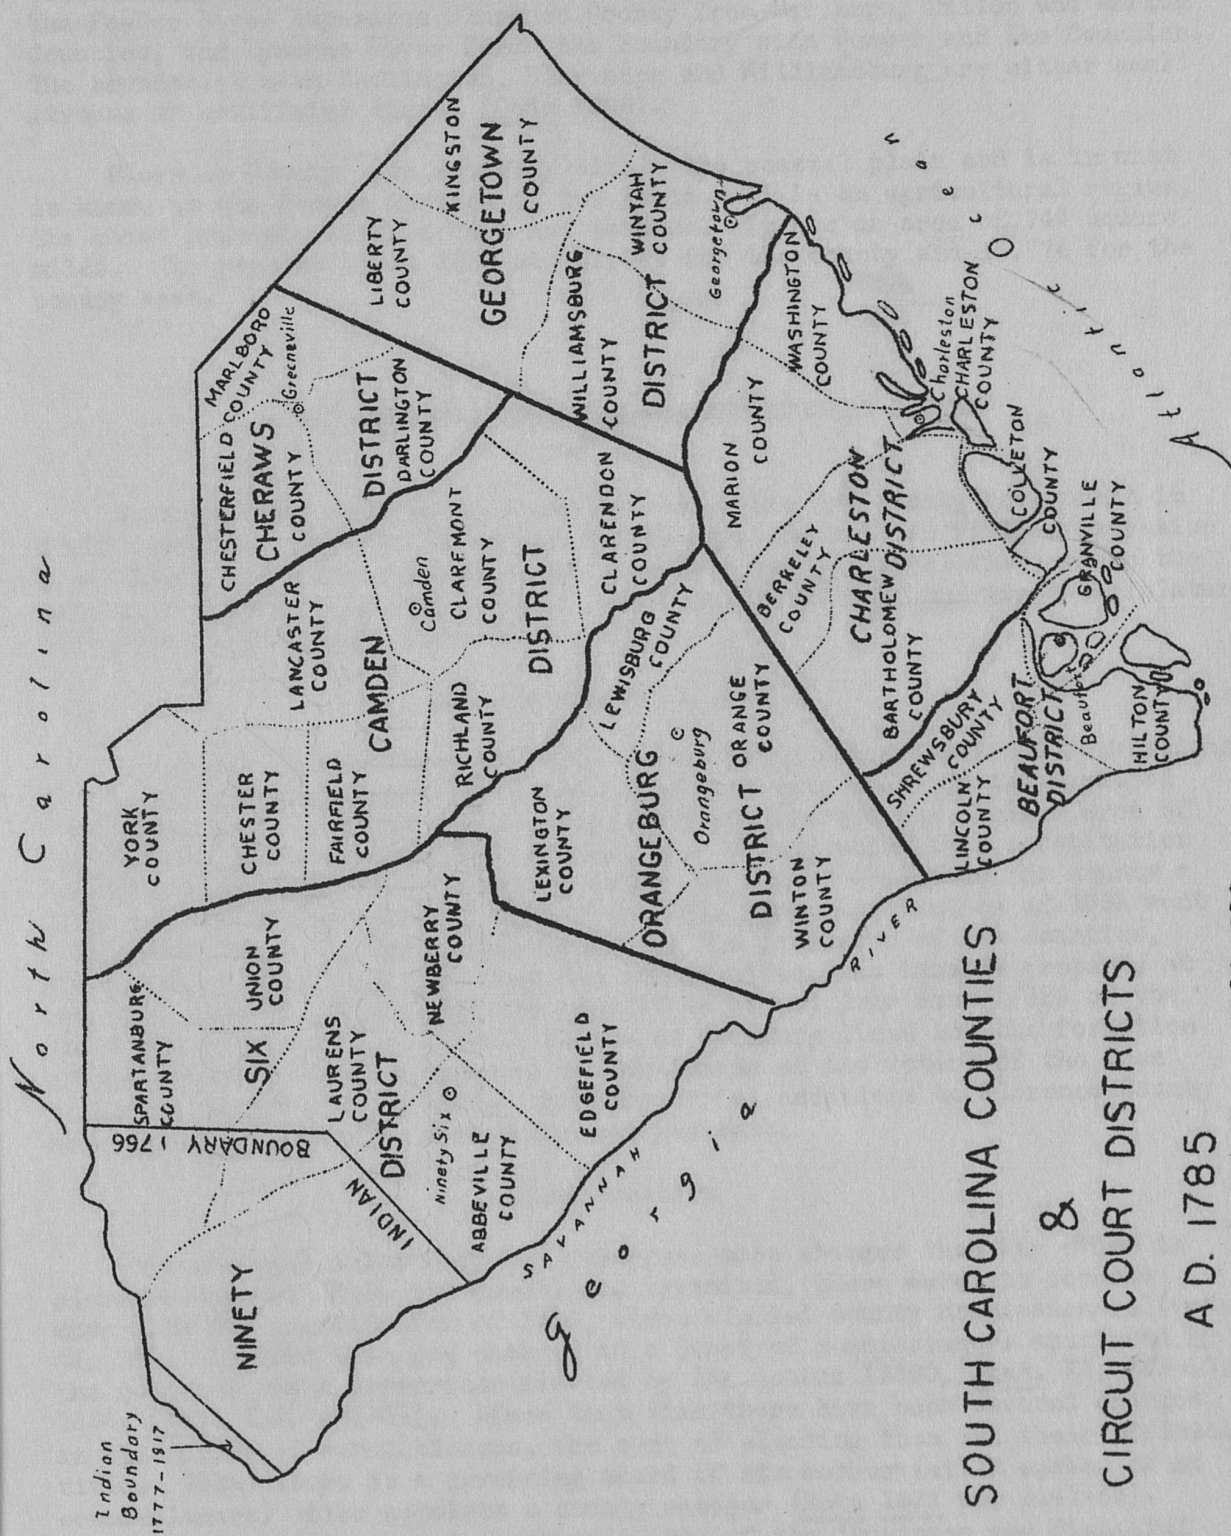 North Carolina
Indian
Boundary
1777-1917
NINETY
SIX
DISTRICT
BOUNDARY 1766
INDIAN
SPARTANBURG
COUNTY
UNION
COUNTY
LAURENS
COUNTY
NEWBERRY
COUNTY
Ninety Six
ABBEVILLE
COUNTY
EDGEFIELD
COUNTY
YORK
COUNTY
CHESTER
COUNTY
FAIRFIELD
COUNTY
RICHLAND
COUNTY
LANCASTER
COUNTY
CAMDEN
DISTRICT
Camden
CLAREMONT
COUNTY
CLARENDON
COUNTY
CHESTERFIELD
COUNTY
MARLBORO
COUNTY
Greneville
CHERAWS
DISTRICT
DARLINGTON
COUNTY
LIBERTY
COUNTY
KINGSTON
COUNTY
GEORGETOWN
DISTRICT
WILLIAMSBURG
COUNTY
WINYAH
COUNTY
Georgetown
LEXINGTON
COUNTY
LEWISBURG
COUNTY
ORANGEBURG
DISTRICT
Orangeburg
ORANGE
COUNTY
WINTON
COUNTY
MARION
COUNTY
WASHINGTON
COUNTY
BERKELEY
COUNTY
CHARLESTON
DISTRICT
Charleston
CHARLESTON
COUNTY
BARTHOLOMEW
COUNTY
COLLETON
COUNTY
SHREWSBURY
COUNTY
LINCOLN
COUNTY
BEAUFORT
DISTRICT
Beaufort
GRANVILLE
COUNTY
HILTON
COUNTY
SAVANNAH RIVER
Georgia
Atlantic Ocean
SOUTH CAROLINA COUNTIES
&
CIRCUIT COURT DISTRICTS
A D. 1785